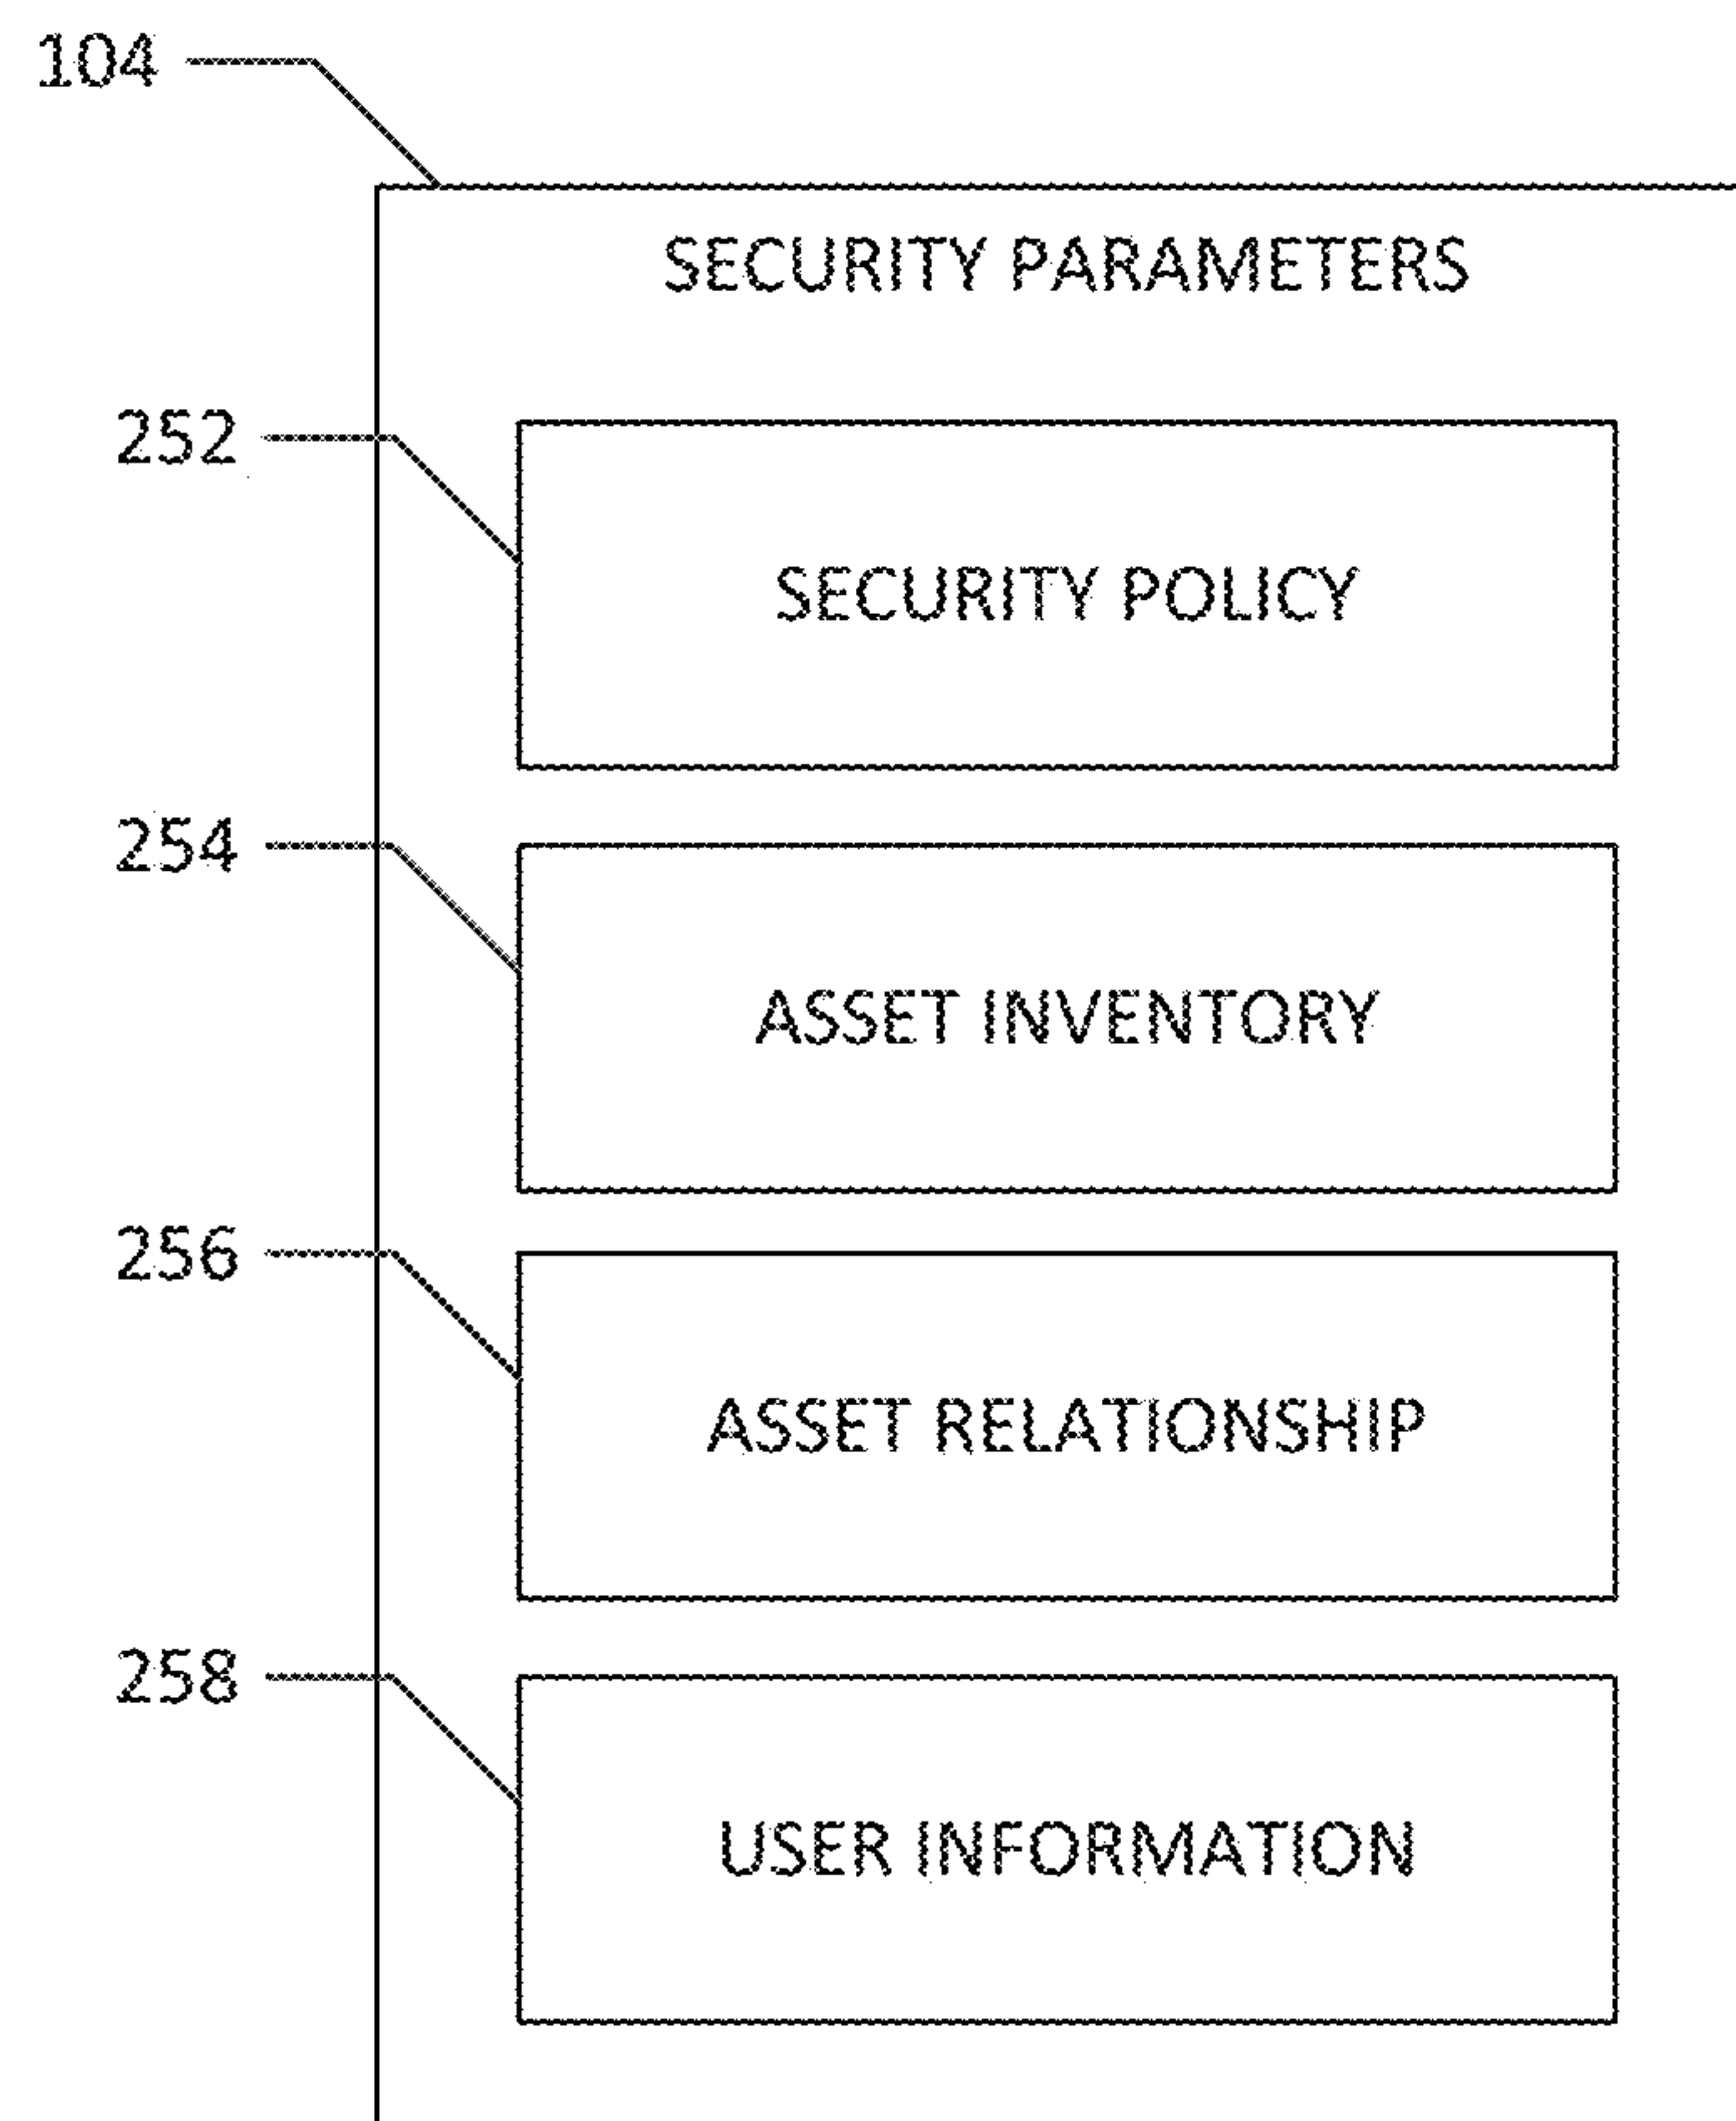 104
SECURITY PARAMETERS
252
SECURITY POLICY
254
ASSET INVENTORY
256
ASSET RELATIONSHIP
258
USER INFORMATION